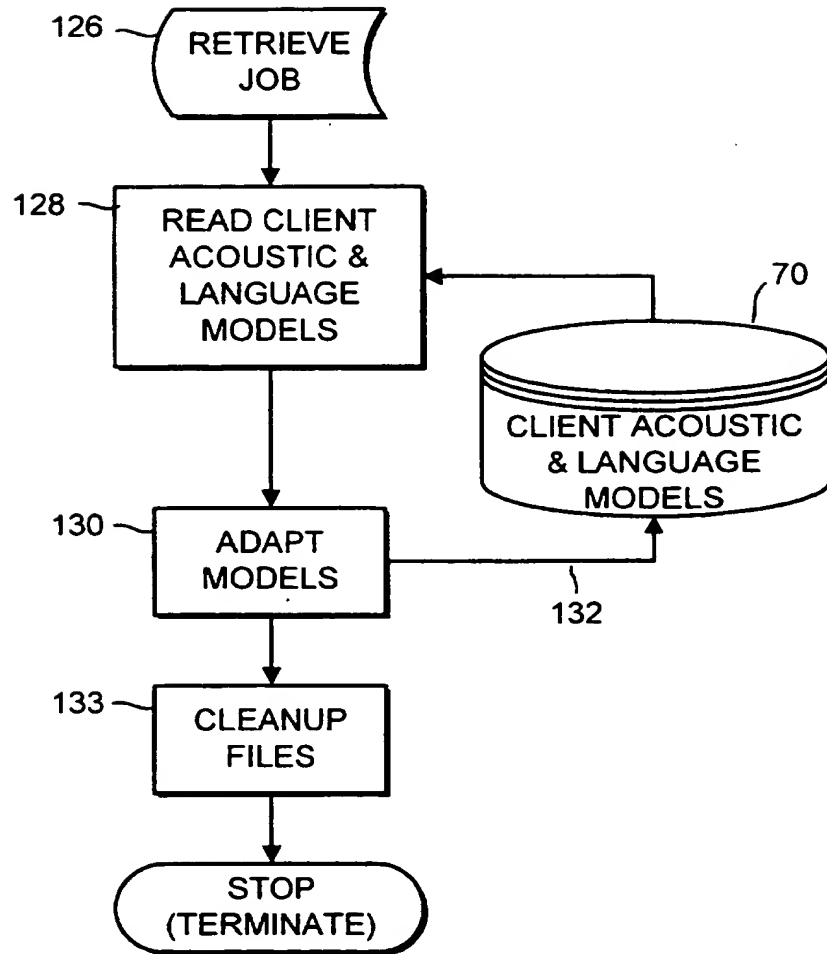 126
RETRIEVE
JOB
128
READ CLIENT
ACOUSTIC &
LANGUAGE
MODELS
70
CLIENT ACOUSTIC
& LANGUAGE
MODELS
130
ADAPT
MODELS
132
133
CLEANUP
FILES
STOP
(TERMINATE)